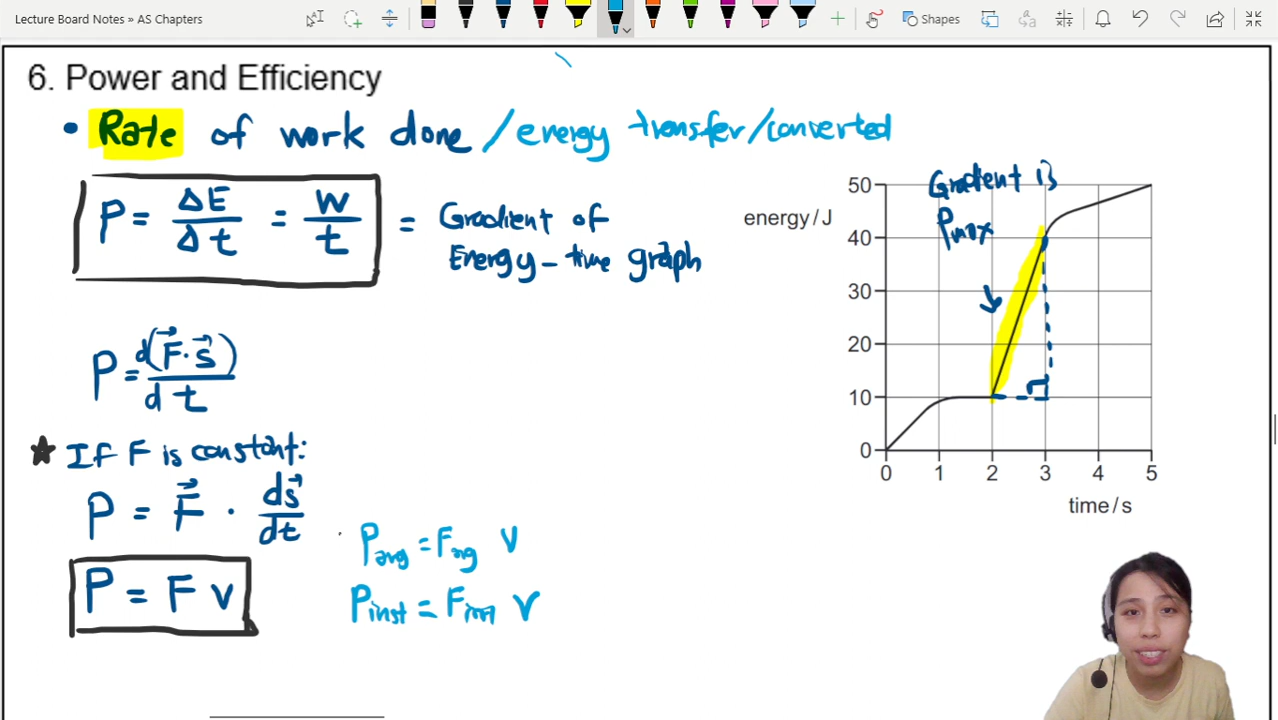 Lecture Board Notes » AS Chapters
Shapes
6. Power and Efficiency
• Rate of work done / energy transfer / converted
P = ΔE/Δt = W/t = Gradient of
Energy - time graph
P = d(F⃗·s⃗)/dt
★ If F is constant:
P = F⃗ · ds⃗/dt
P = F v
Pavg = Favg v
Pinst = Finst v
Gradient is
Pmax
energy / J
50
40
30
20
10
0
0 1 2 3 4 5
time / s